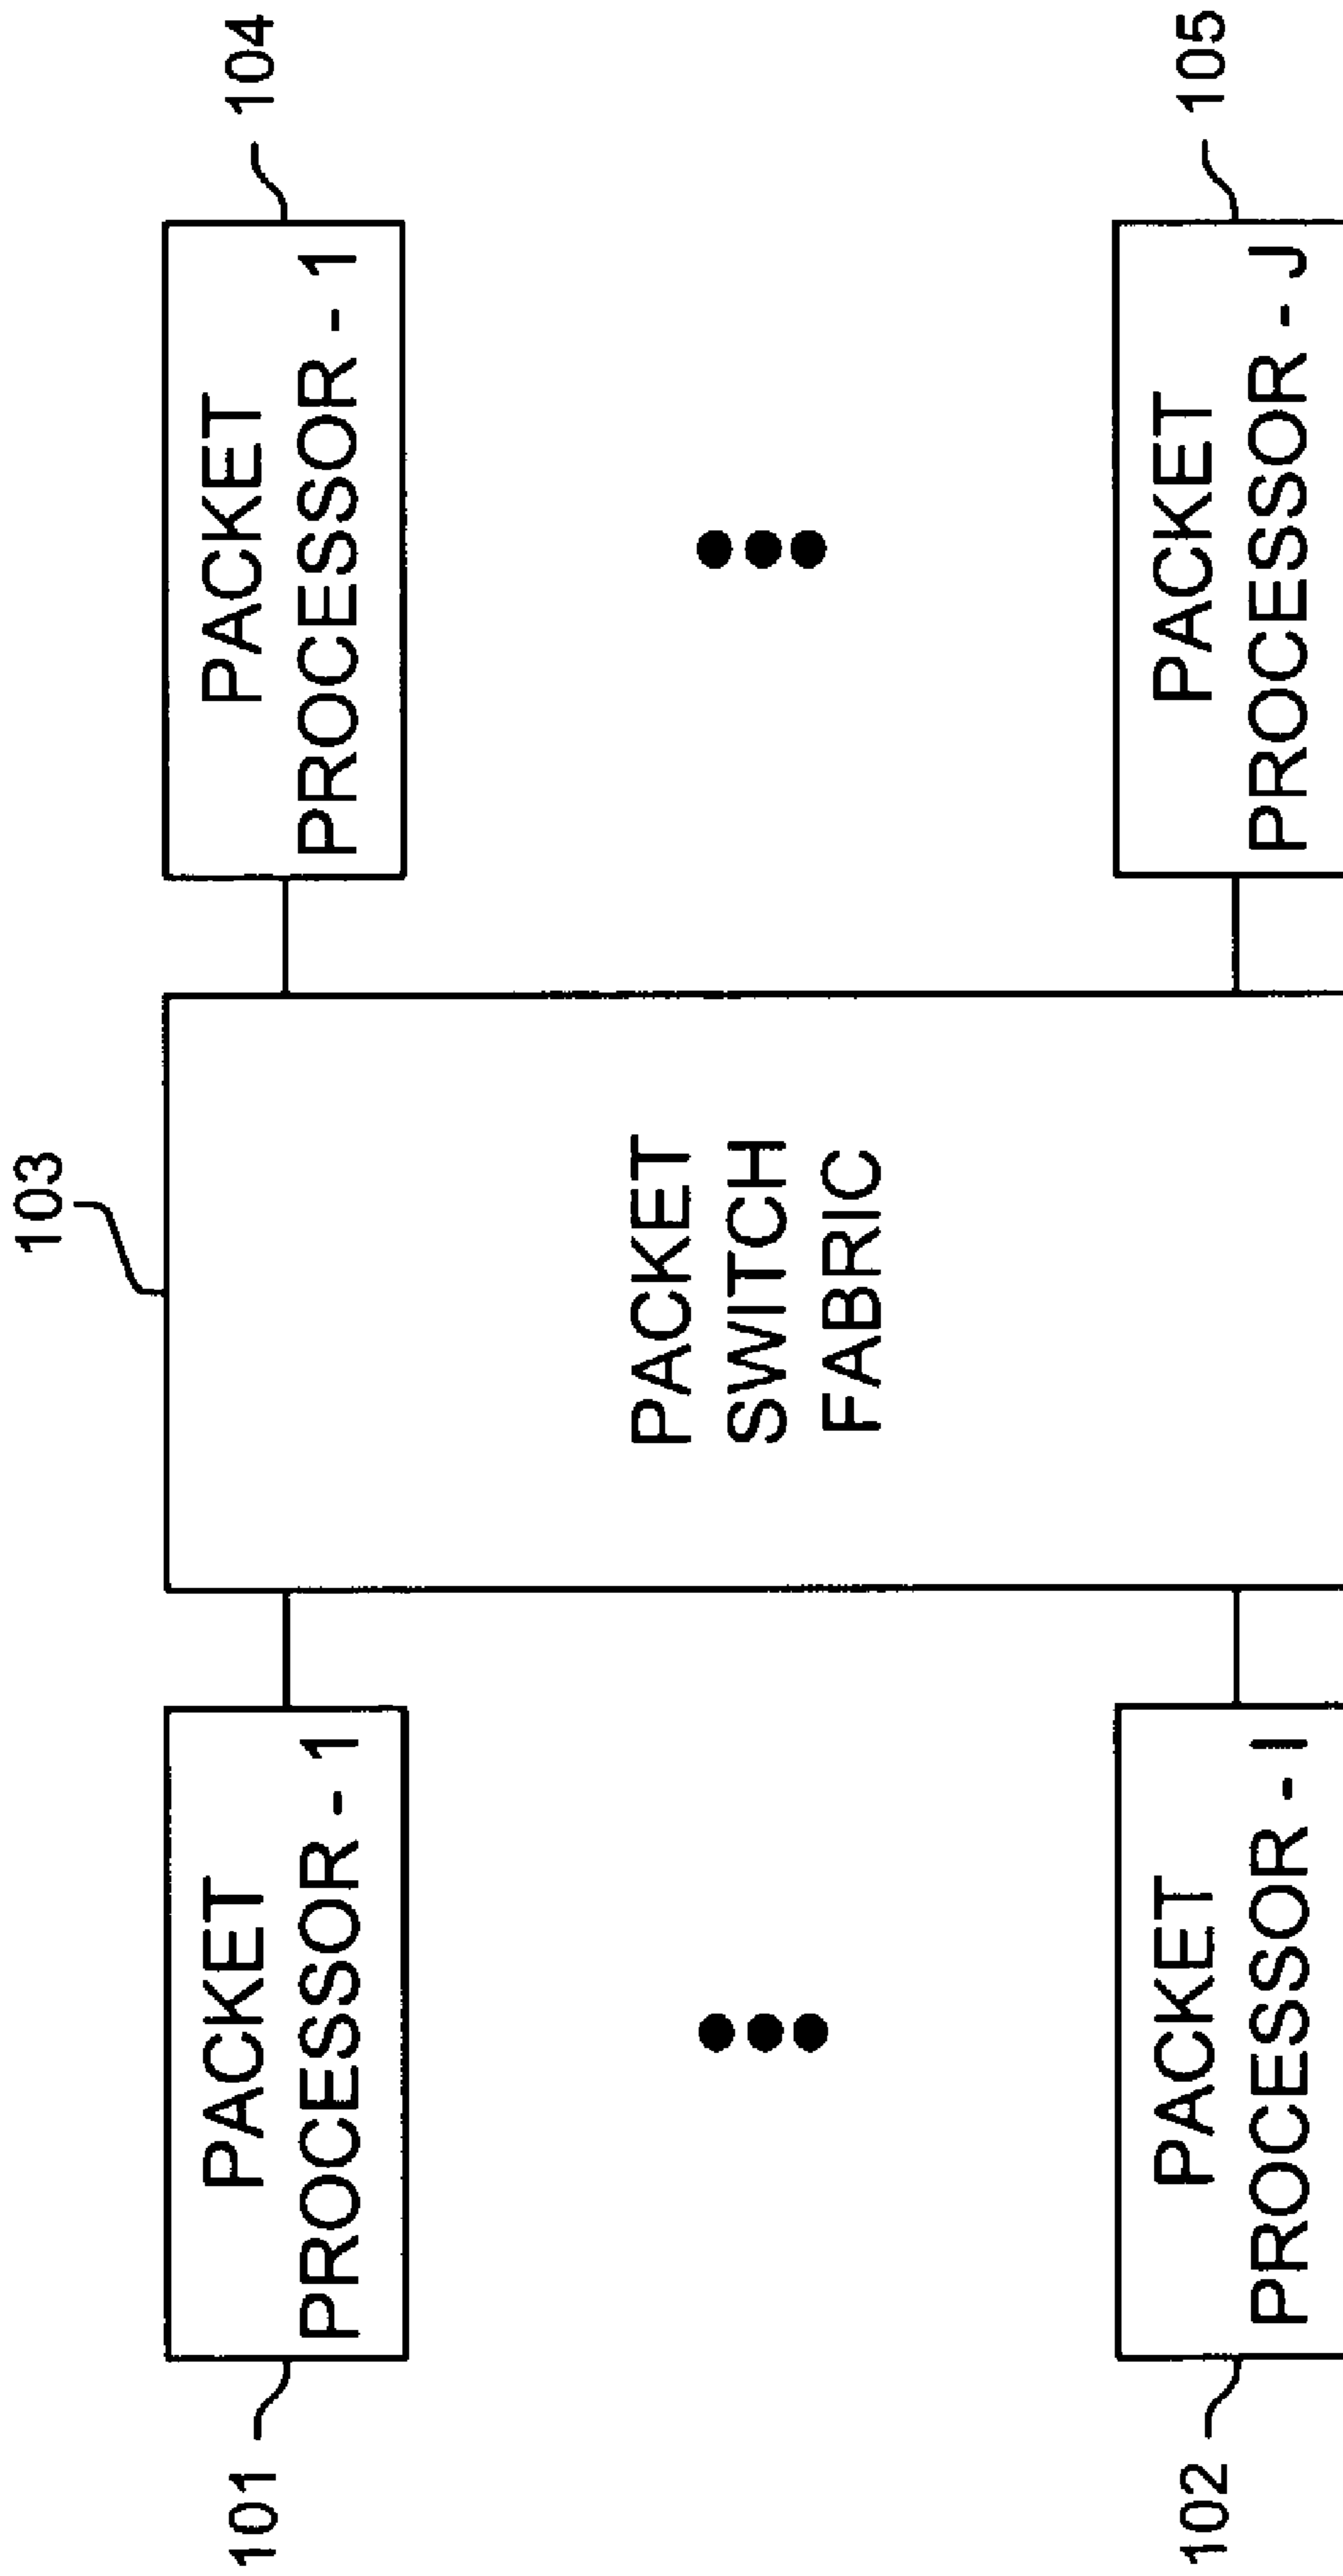 103
101
PACKET
PROCESSOR - 1
PACKET
SWITCH
FABRIC
PACKET
PROCESSOR - 1
104
102
PACKET
PROCESSOR - I
PACKET
PROCESSOR - J
105